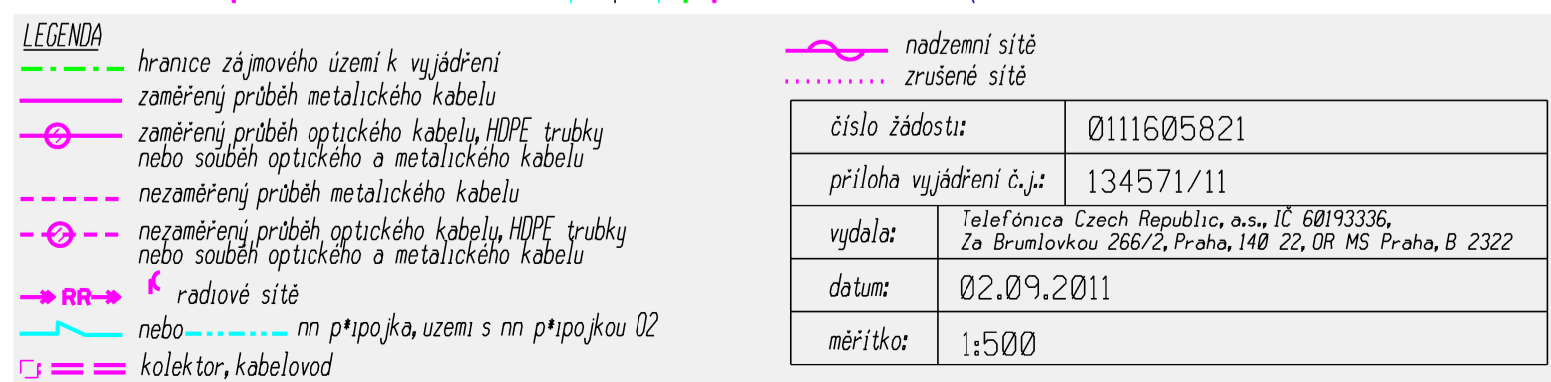 LEGENDA
hranice zájmového území k vyjádření
zaměřený průběh metalického kabelu
zaměřený průběh optického kabelu, HDPE trubky
nebo souběh optického a metalického kabelu
nezaměřený průběh metalického kabelu
nezaměřený průběh optického kabelu, HDPE trubky
nebo souběh optického a metalického kabelu
RR radiové sítě
nebo nn p*ipojka, uzemi s nn p*ipojkou O2
kolektor, kabelovod
nadzemní sítě
zrušené sítě
číslo žádosti: 0111605821
příloha vyjádření č.j.: 134571/11
vydala: Telefónica Czech Republic, a.s., IČ 60193336,
Za Brumlovkou 266/2, Praha, 140 22, OR MS Praha, B 2322
datum: 02.09.2011
měřítko: 1:500